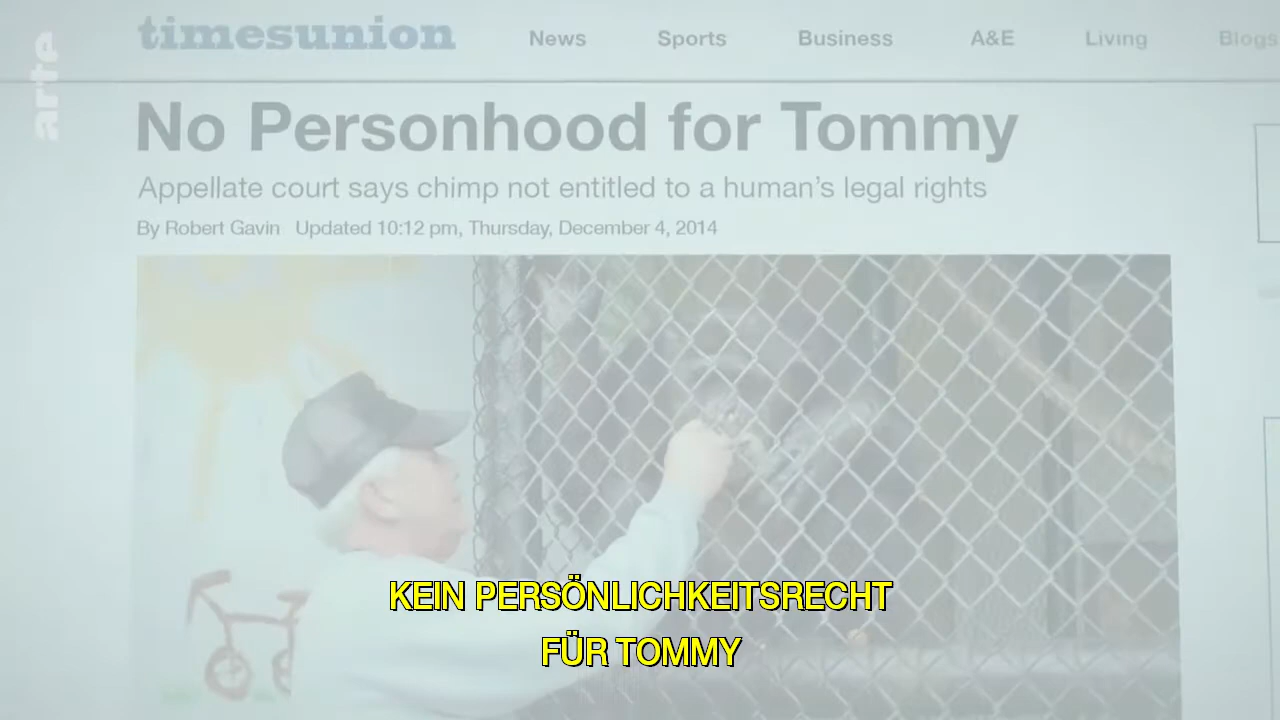 arte
timesunion
News Sports Business A&E Living Blogs
No Personhood for Tommy
Appellate court says chimp not entitled to a human's legal rights
By Robert Gavin Updated 10:12 pm, Thursday, December 4, 2014
KEIN PERSÖNLICHKEITSRECHT
FÜR TOMMY